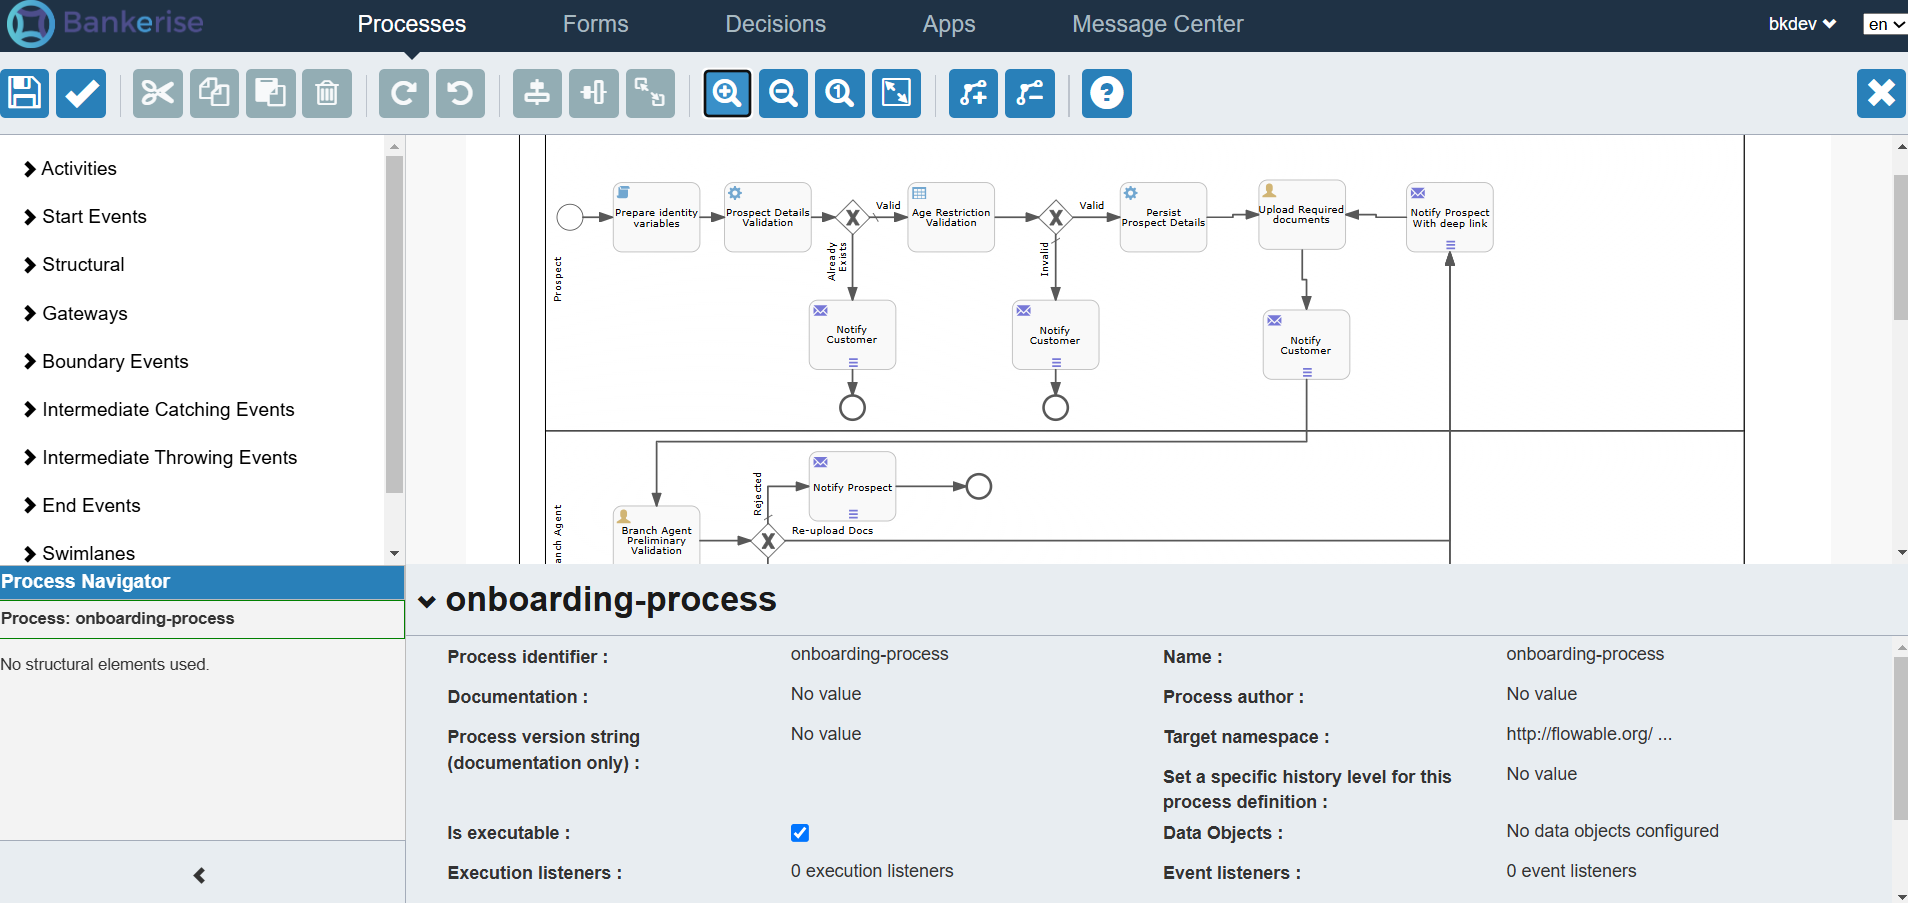 Bankerise
Processes
Forms
Decisions
Apps
Message Center
bkdev
en
1
?
Activities
Start Events
Structural
Gateways
Boundary Events
Intermediate Catching Events
Intermediate Throwing Events
End Events
Swimlanes
Prospect
Prepare identity
variables
Prospect Details
Validation
X
Valid
Already
Exists
Age Restriction
Validation
X
Valid
Invalid
Persist
Prospect Details
Upload Required
documents
Notify Prospect
With deep link
Notify
Customer
Notify
Customer
Notify
Customer
anch Agent
Branch Agent
Preliminary
Validation
X
Rejected
Notify Prospect
Re-upload Docs
Process Navigator
Process: onboarding-process
No structural elements used.
onboarding-process
Process identifier :
onboarding-process
Name :
onboarding-process
Documentation :
No value
Process author :
No value
Process version string
(documentation only) :
No value
Target namespace :
http://flowable.org/ ...
Set a specific history level for this
process definition :
No value
Is executable :
Data Objects :
No data objects configured
Execution listeners :
0 execution listeners
Event listeners :
0 event listeners